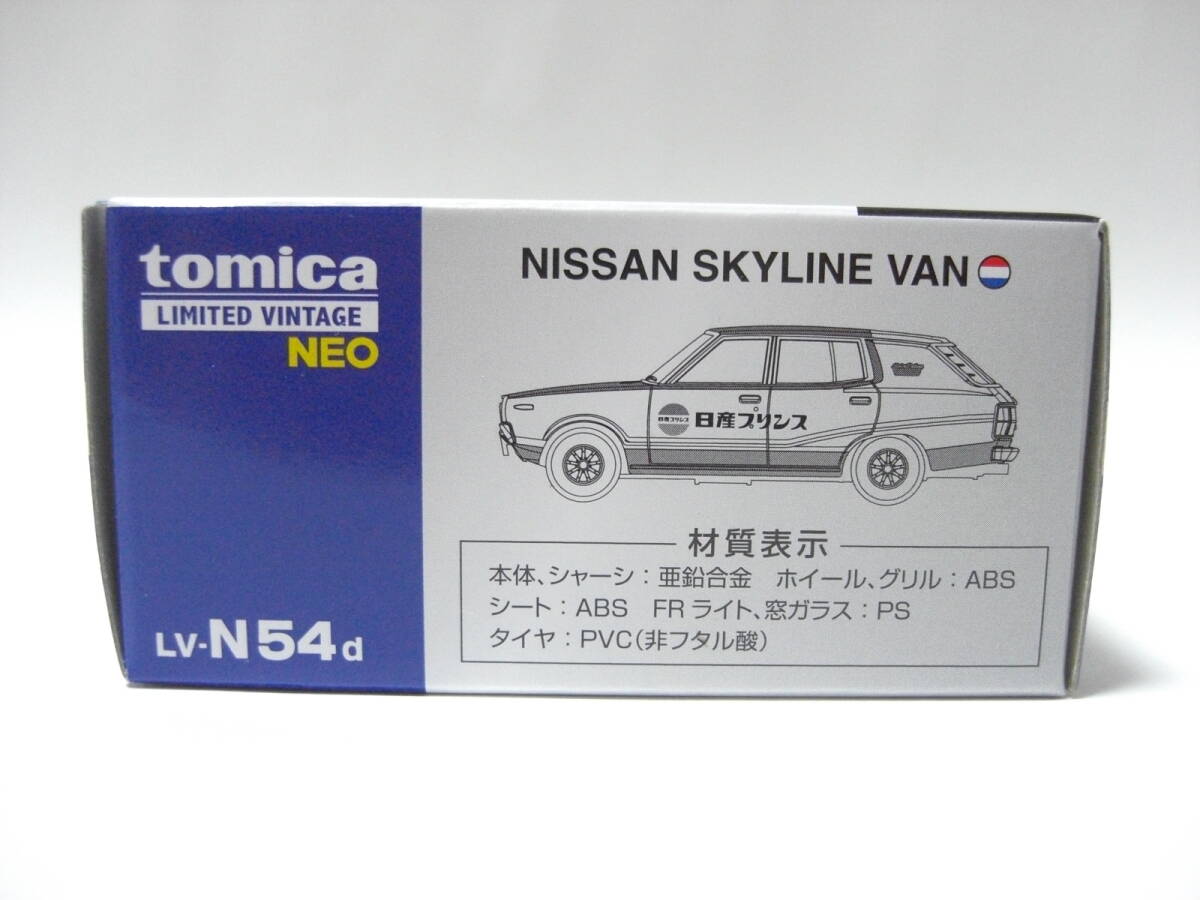 tomica
LIMITED VINTAGE
NEO
LV-N54d
NISSAN SKYLINE VAN
日産プリンス
日産プリンス
材質表示
本体、シャーシ：亜鉛合金　ホイール、グリル：ABS
シート：ABS　FRライト、窓ガラス：PS
タイヤ：PVC（非フタル酸）